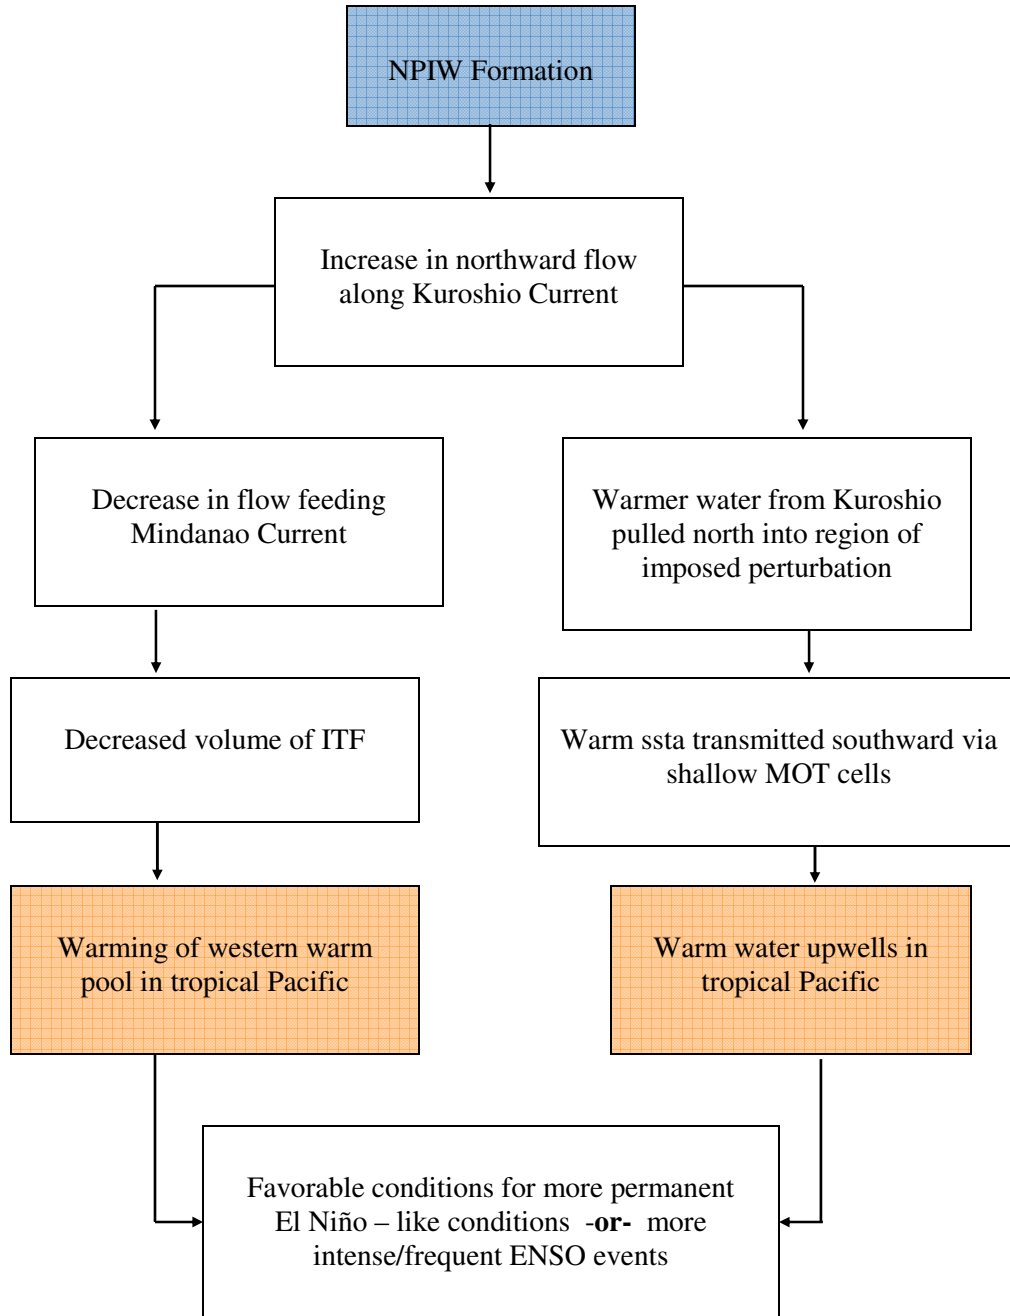 NPIW Formation
Increase in northward flow
along Kuroshio Current
Decrease in flow feeding
Mindanao Current
Warmer water from Kuroshio
pulled north into region of
imposed perturbation
Decreased volume of ITF
Warm ssta transmitted southward via
shallow MOT cells
Warming of western warm
pool in tropical Pacific
Warm water upwells in
tropical Pacific
Favorable conditions for more permanent
El Niño – like conditions -or- more
intense/frequent ENSO events